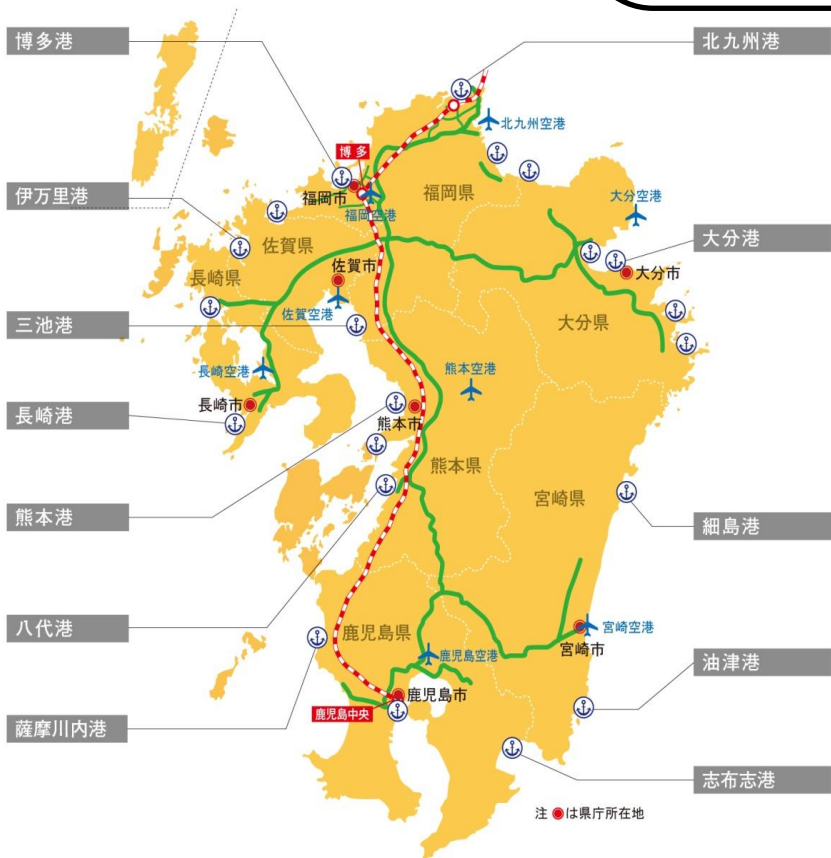 博多港
北九州港
北九州空港
博多
福岡市
福岡県
福岡空港
大分空港
伊万里港
佐賀県
大分港
長崎県
佐賀市
大分市
佐賀空港
三池港
大分県
長崎空港
熊本空港
長崎市
長崎港
熊本市
熊本県
宮崎県
熊本港
細島港
八代港
鹿児島県
宮崎空港
宮崎市
鹿児島空港
油津港
鹿児島市
鹿児島中央
薩摩川内港
志布志港
注 ◉は県庁所在地